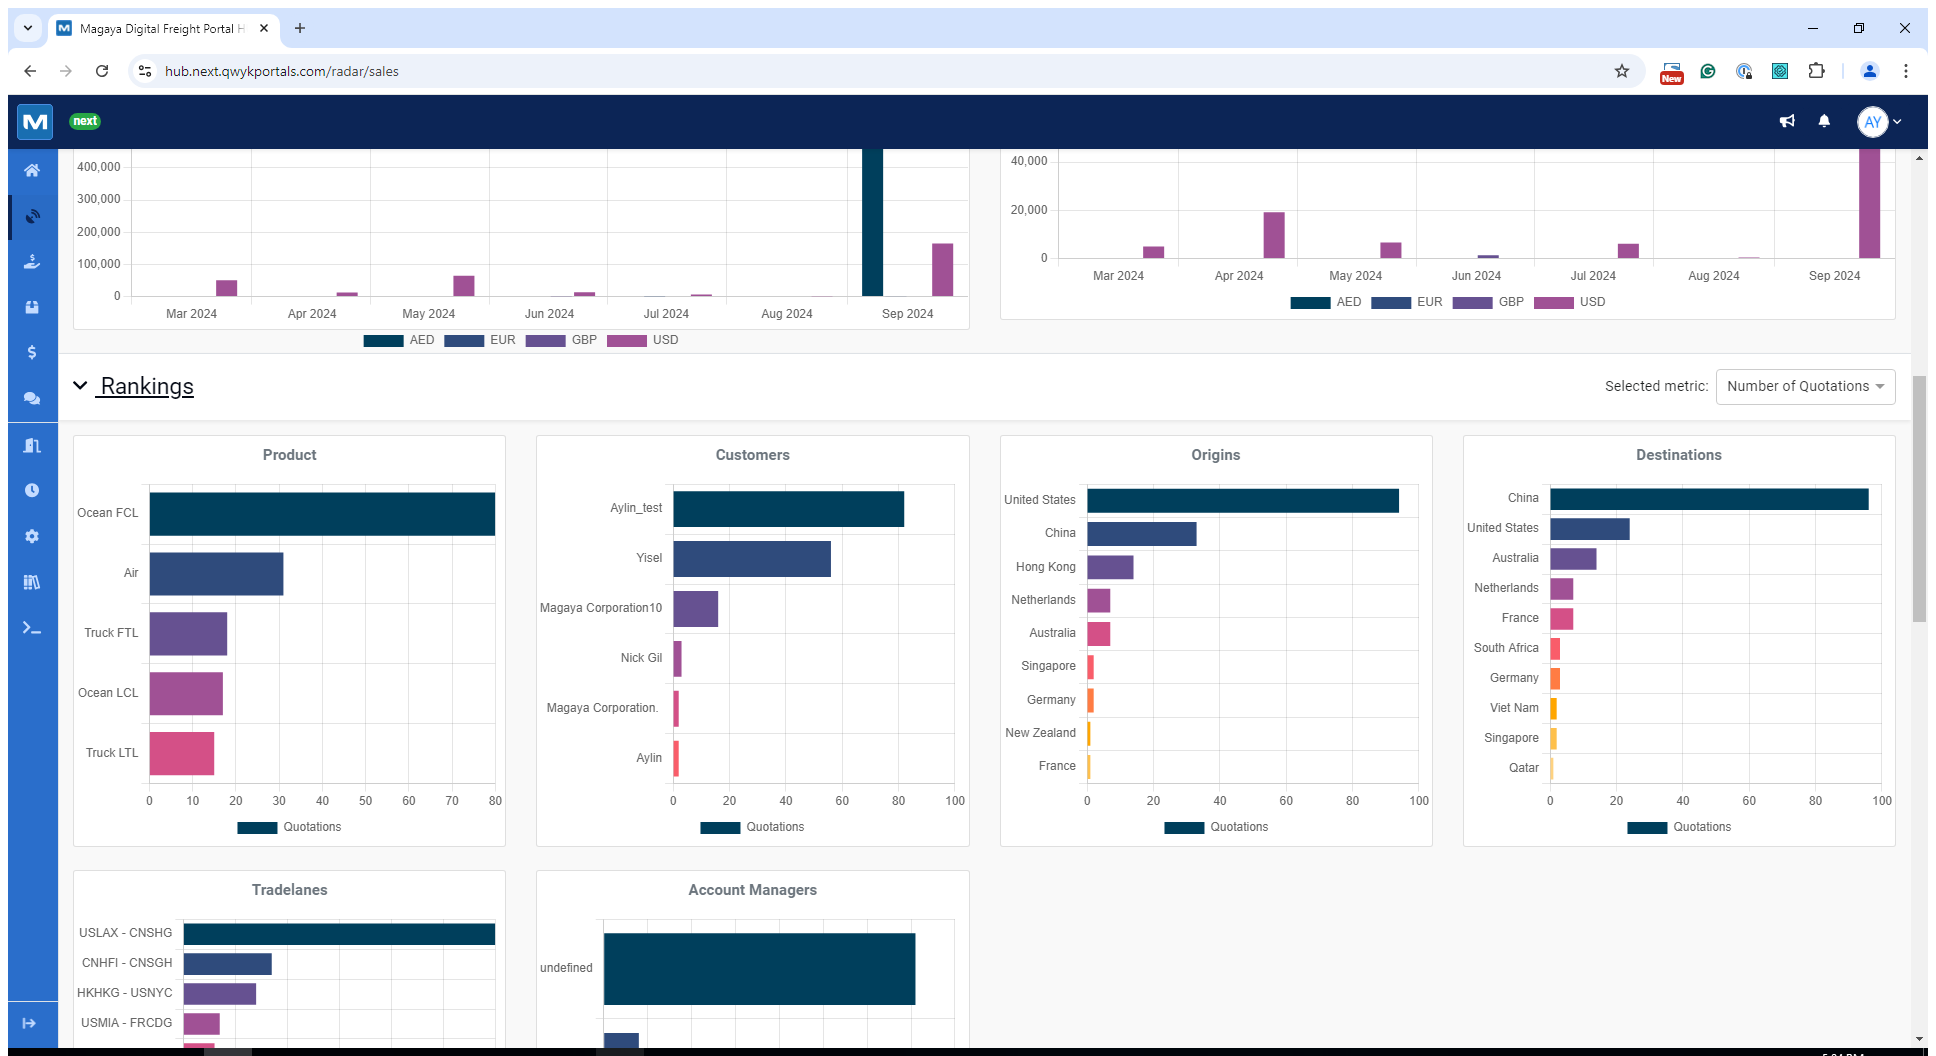 Magaya Digital Freight Portal H
hub.next.qwykportals.com/radar/sales
New
M
next
AY
400,000
300,000
200,000
100,000
0
Mar 2024 Apr 2024 May 2024 Jun 2024 Jul 2024 Aug 2024 Sep 2024
AED EUR GBP USD
40,000
20,000
0
Mar 2024 Apr 2024 May 2024 Jun 2024 Jul 2024 Aug 2024 Sep 2024
AED EUR GBP USD
Rankings
Selected metric: Number of Quotations
Product
Ocean FCL
Air
Truck FTL
Ocean LCL
Truck LTL
0 10 20 30 40 50 60 70 80
Quotations
Customers
Aylin_test
Yisel
Magaya Corporation10
Nick Gil
Magaya Corporation.
Aylin
0 20 40 60 80 100
Quotations
Origins
United States
China
Hong Kong
Netherlands
Australia
Singapore
Germany
New Zealand
France
0 20 40 60 80 100
Quotations
Destinations
China
United States
Australia
Netherlands
France
South Africa
Germany
Viet Nam
Singapore
Qatar
0 20 40 60 80 100
Quotations
Tradelanes
USLAX - CNSHG
CNHFI - CNSGH
HKHKG - USNYC
USMIA - FRCDG
Account Managers
undefined